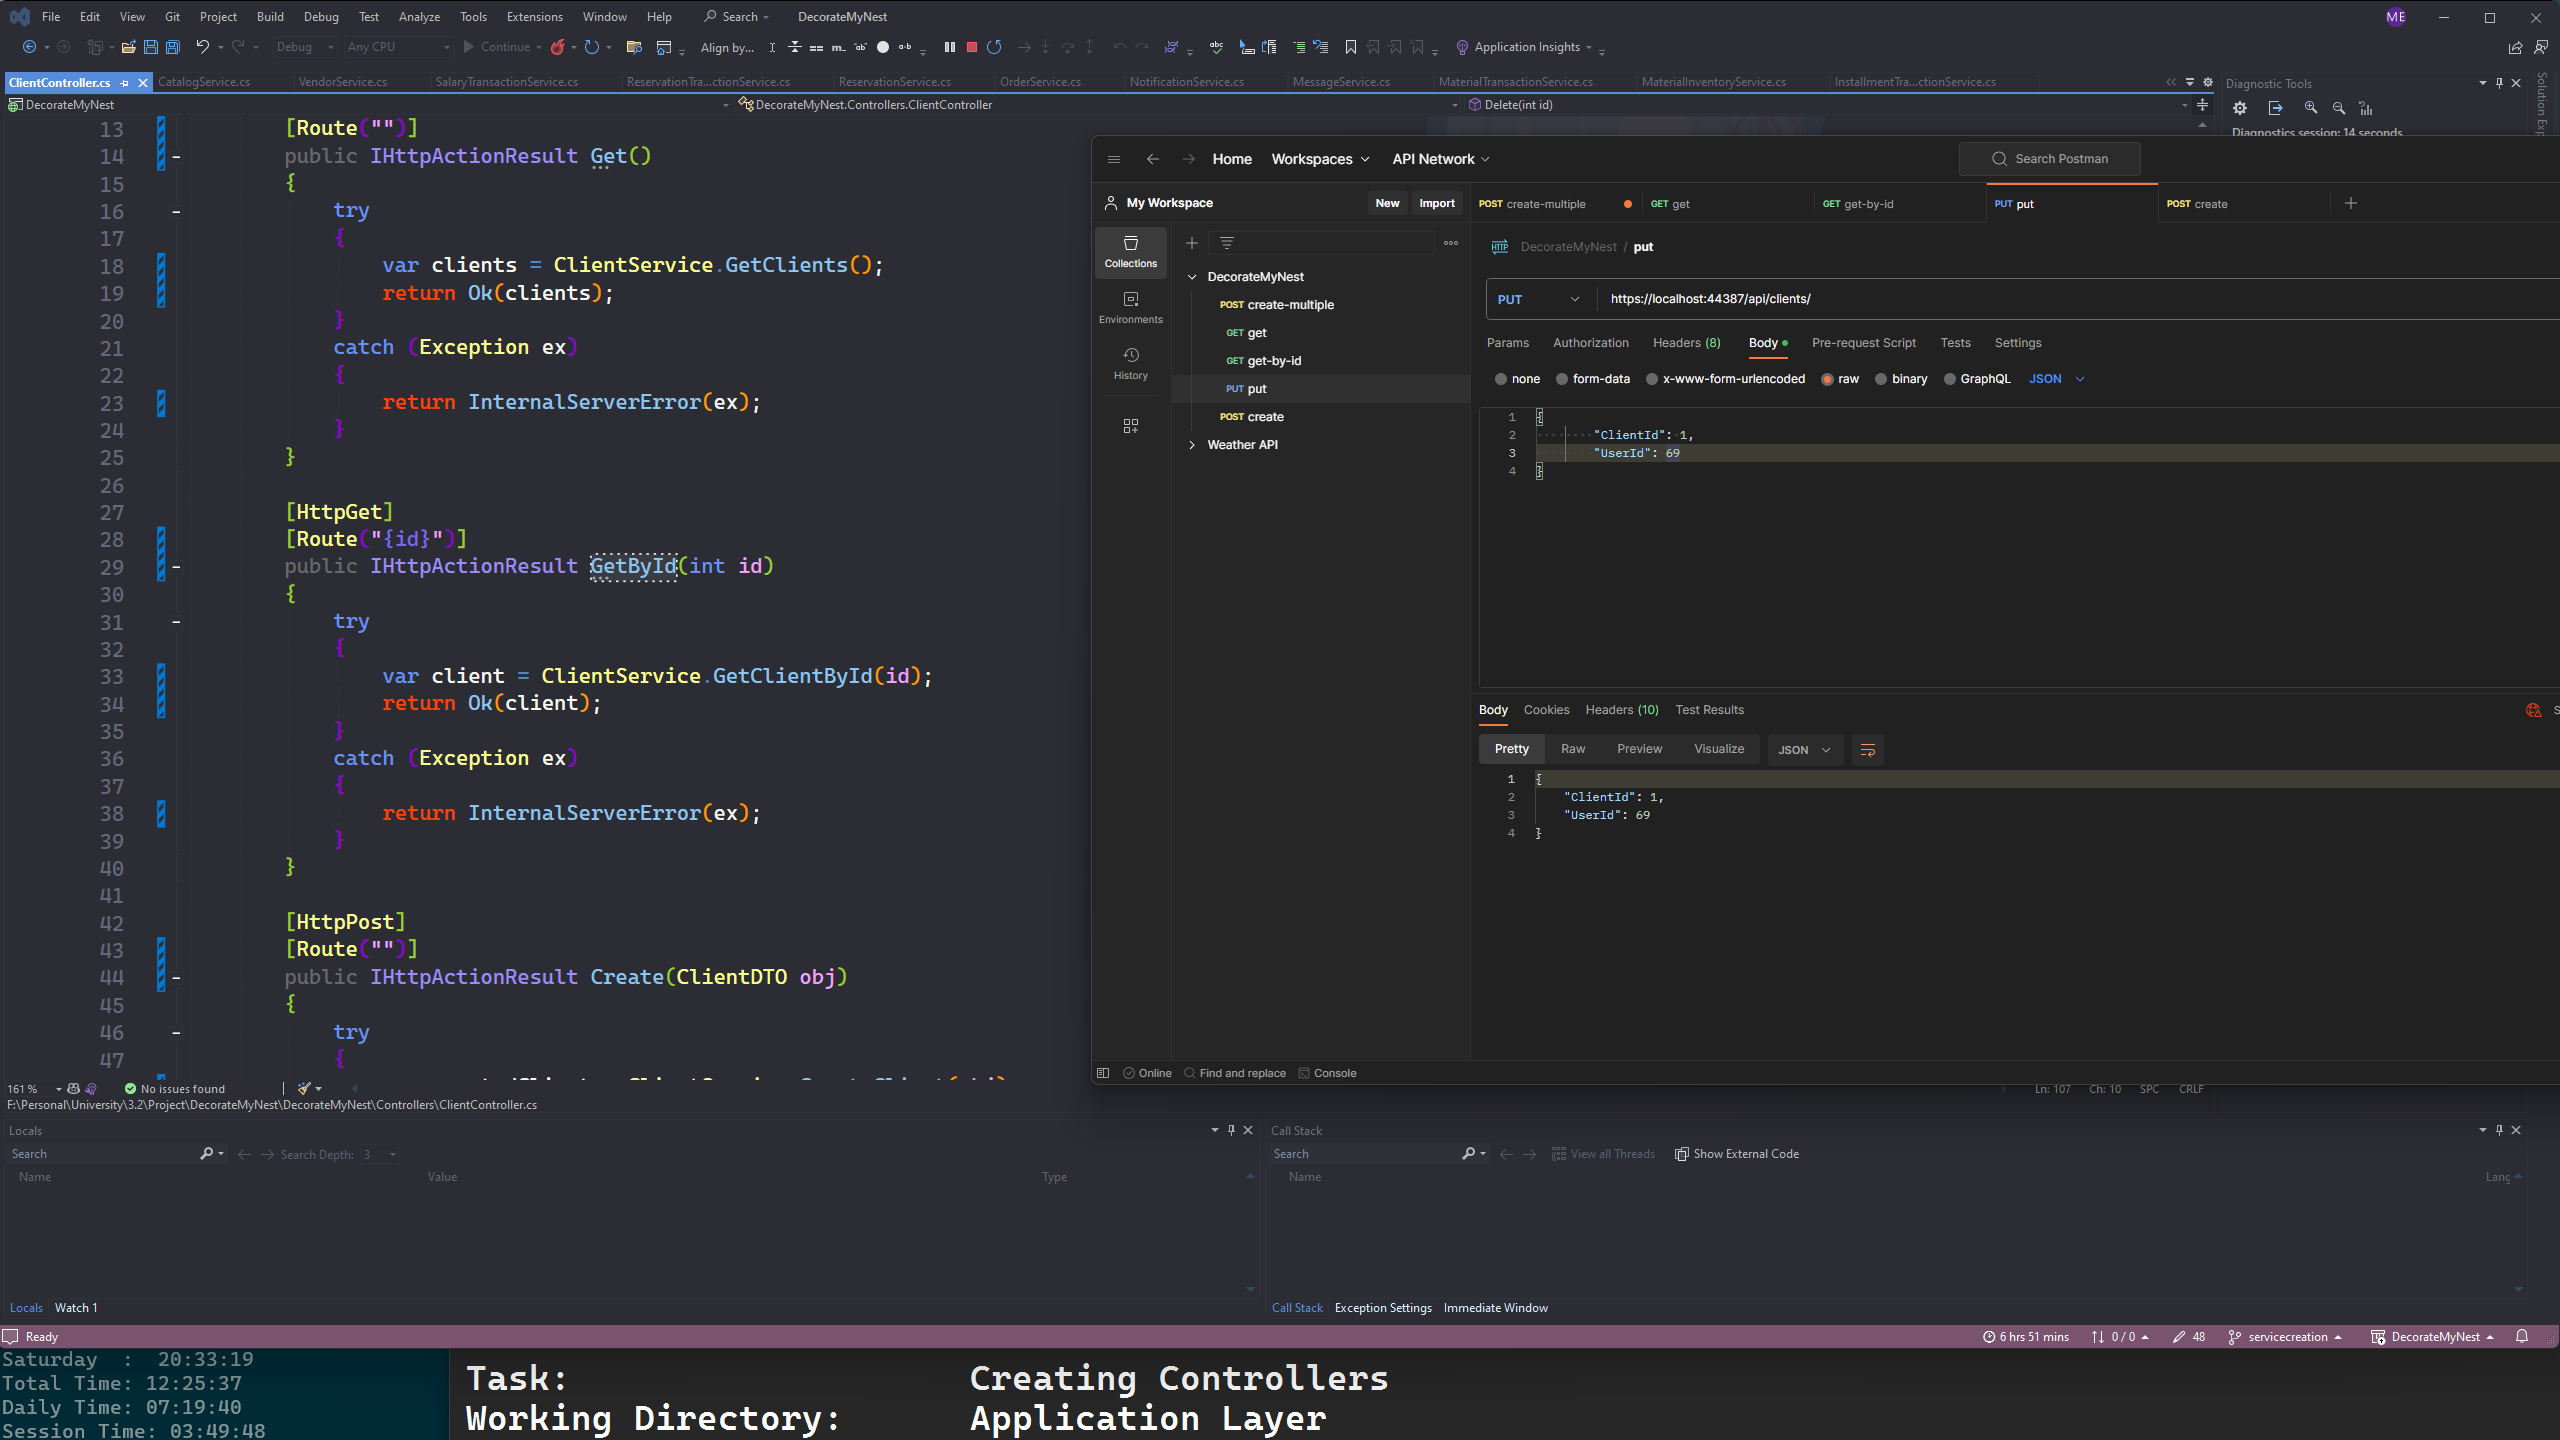 File Edit View Git Project Build Debug Test Analyze Tools Extensions Window Help Search DecorateMyNest ME
Debug Any CPU Continue Align by... Application Insights
ClientController.cs CatalogService.cs VendorService.cs SalaryTransactionService.cs ReservationTra...ctionService.cs ReservationService.cs OrderService.cs NotificationService.cs MessageService.cs MaterialTransactionService.cs MaterialInventoryService.cs InstallmentTra...ctionService.cs Diagnostic Tools
DecorateMyNest DecorateMyNest.Controllers.ClientController Delete(int id)
Diagnostics session: 14 seconds
Solution Exp
13 [Route("")]
14 public IHttpActionResult Get()
15 {
16 try
17 {
18 var clients = ClientService.GetClients();
19 return Ok(clients);
20 }
21 catch (Exception ex)
22 {
23 return InternalServerError(ex);
24 }
25 }
26
27 [HttpGet]
28 [Route("{id}")]
29 public IHttpActionResult GetById(int id)
30 {
31 try
32 {
33 var client = ClientService.GetClientById(id);
34 return Ok(client);
35 }
36 catch (Exception ex)
37 {
38 return InternalServerError(ex);
39 }
40 }
41
42 [HttpPost]
43 [Route("")]
44 public IHttpActionResult Create(ClientDTO obj)
45 {
46 try
47 {
Home Workspaces API Network Search Postman
My Workspace New Import
POST create-multiple GET get GET get-by-id PUT put POST create
Collections
Environments
History
DecorateMyNest
POST create-multiple
GET get
GET get-by-id
PUT put
POST create
Weather API
HTTP DecorateMyNest / put
PUT https://localhost:44387/api/clients/
Params Authorization Headers (8) Body Pre-request Script Tests Settings
none form-data x-www-form-urlencoded raw binary GraphQL JSON
1 {
2 "ClientId": 1,
3 "UserId": 69
4 }
Body Cookies Headers (10) Test Results
Pretty Raw Preview Visualize JSON
1 {
2 "ClientId": 1,
3 "UserId": 69
4 }
Online Find and replace Console
161 % No issues found Ln: 107 Ch: 10 SPC CRLF
F:\Personal\University\3.2\Project\DecorateMyNest\DecorateMyNest\Controllers\ClientController.cs
Locals
Search Search Depth: 3
Name Value Type
Call Stack
Search View all Threads Show External Code
Name Lang
Locals Watch 1
Call Stack Exception Settings Immediate Window
Ready 6 hrs 51 mins 0 / 0 48 servicecreation DecorateMyNest
Saturday : 20:33:19
Total Time: 12:25:37
Daily Time: 07:19:40
Session Time: 03:49:48
Task: Creating Controllers
Working Directory: Application Layer